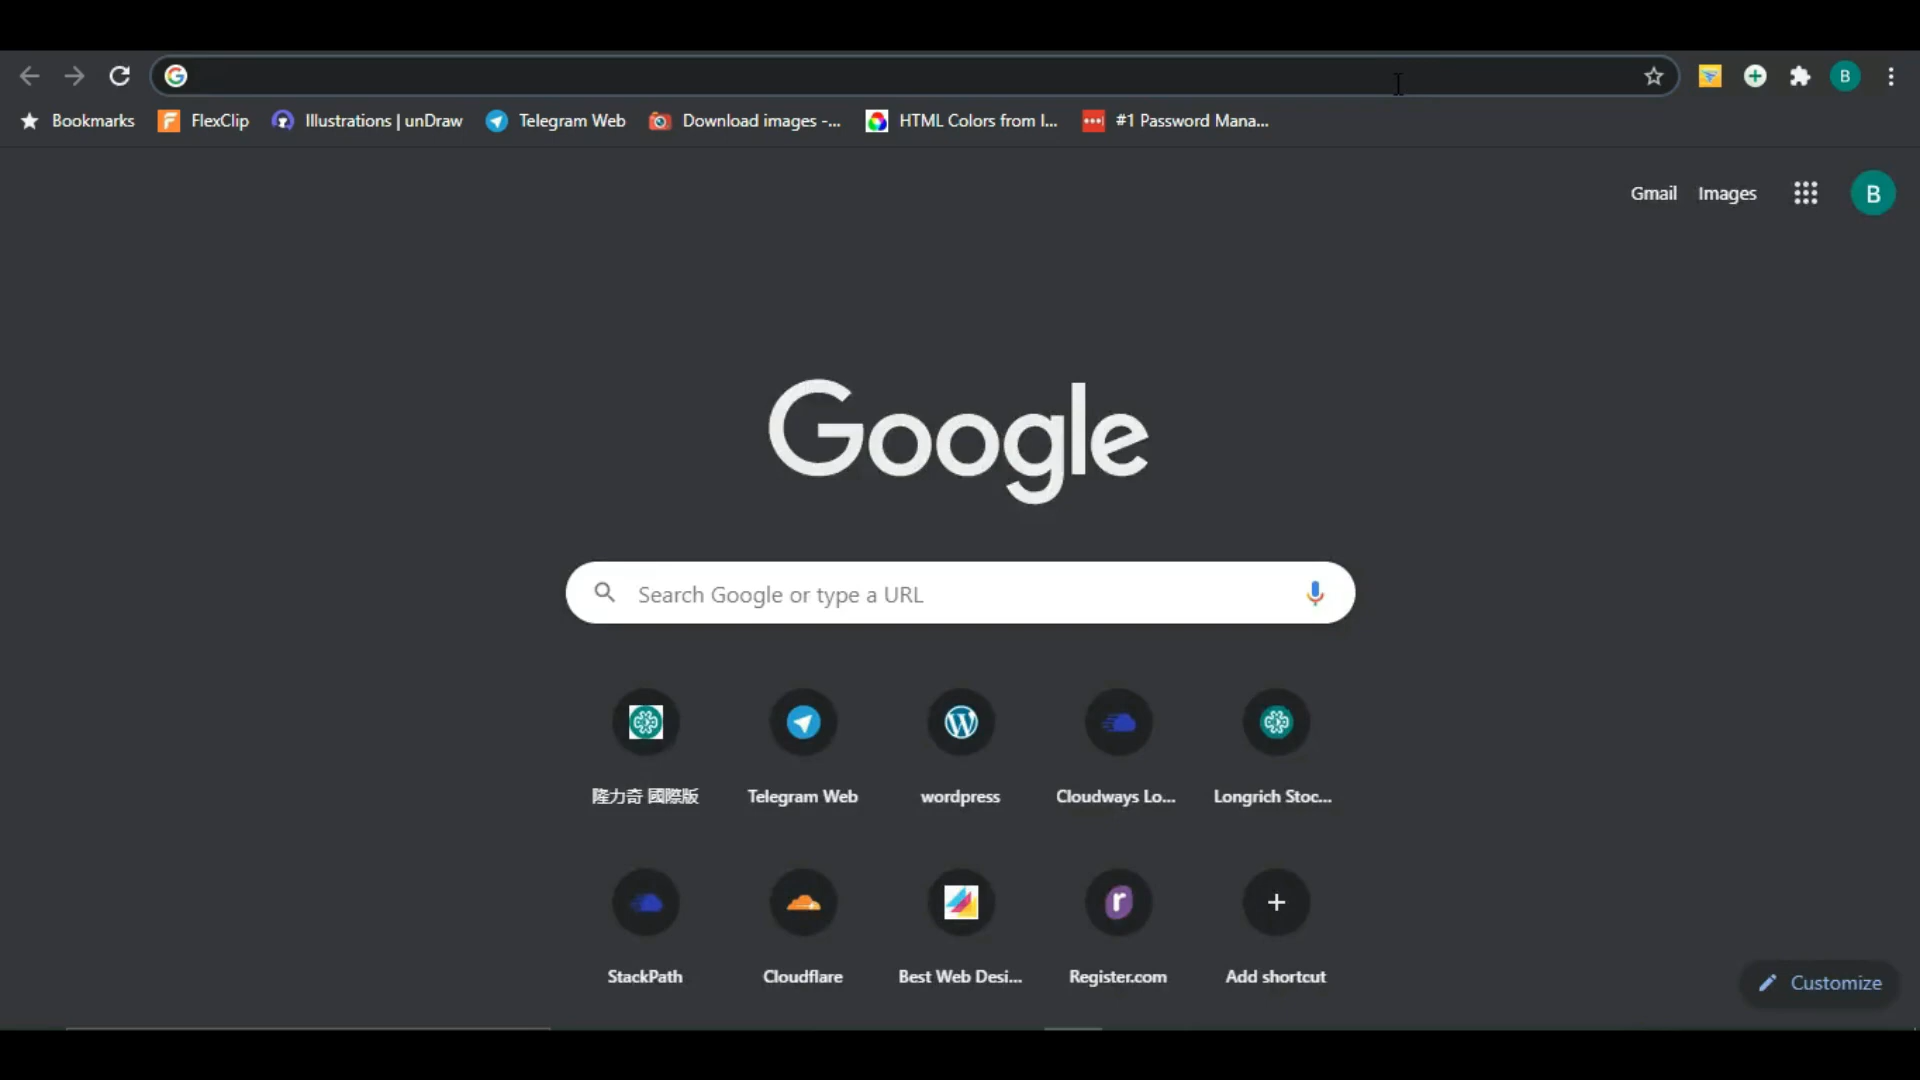 Bookmarks FlexClip Illustrations | unDraw Telegram Web Download images -... HTML Colors from I... #1 Password Mana...
Gmail Images B
Google
Search Google or type a URL
隆力奇 國際版 Telegram Web wordpress Cloudways Lo... Longrich Stoc...
StackPath Cloudflare Best Web Desi... Register.com Add shortcut
Customize